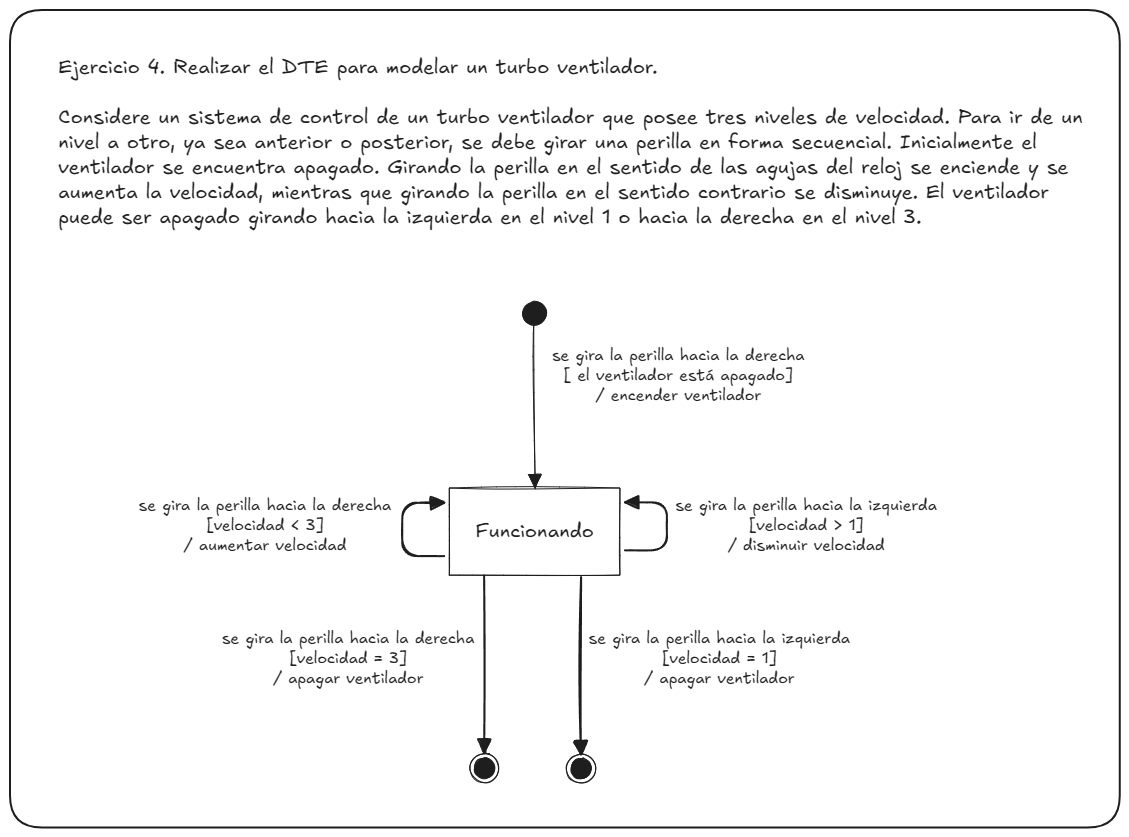 Ejercicio 4. Realizar el DTE para modelar un turbo ventilador.
Considere un sistema de control de un turbo ventilador que posee tres niveles de velocidad. Para ir de un
nivel a otro, ya sea anterior o posterior, se debe girar una perilla en forma secuencial. Inicialmente el
ventilador se encuentra apagado. Girando la perilla en el sentido de las agujas del reloj se enciende y se
aumenta la velocidad, mientras que girando la perilla en el sentido contrario se disminuye. El ventilador
puede ser apagado girando hacia la izquierda en el nivel 1 o hacia la derecha en el nivel 3.
se gira la perilla hacia la derecha
[ el ventilador está apagado]
/ encender ventilador
se gira la perilla hacia la derecha
[velocidad < 3]
/ aumentar velocidad
Funcionando
se gira la perilla hacia la izquierda
[velocidad > 1]
/ disminuir velocidad
se gira la perilla hacia la derecha
[velocidad = 3]
/ apagar ventilador
se gira la perilla hacia la izquierda
[velocidad = 1]
/ apagar ventilador